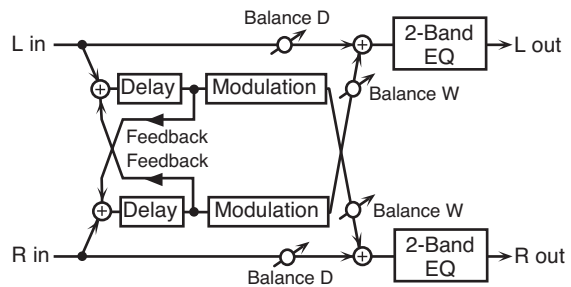 Balance D
L in
+
2-Band
EQ
L out
+
Delay
Modulation
Balance W
Feedback
Feedback
+
Delay
Modulation
Balance W
R in
+
2-Band
EQ
R out
Balance D